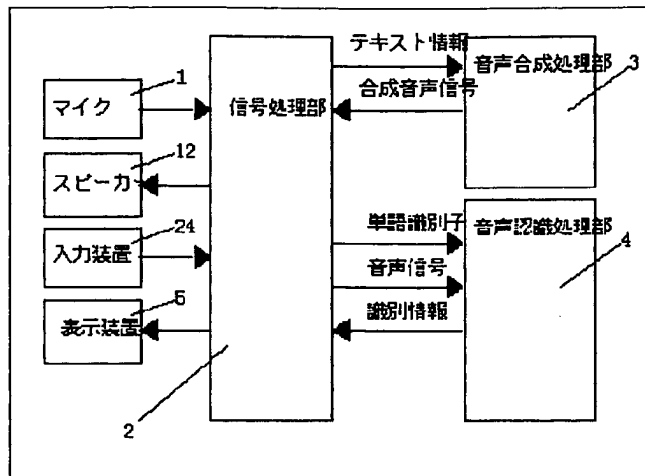 1
マイク
12
スピーカ
24
入力装置
5
表示装置
信号処理部
2
テキスト情報
合成音声信号
音声合成処理部
3
単語識別子
音声信号
識別情報
音声認識処理部
4